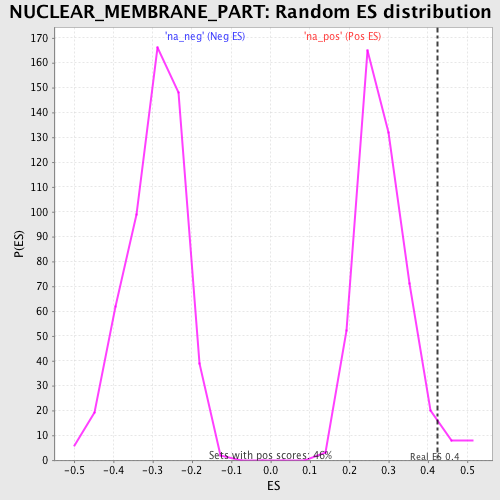 NUCLEAR_MEMBRANE_PART: Random ES distribution
'na_neg' (Neg ES) 'na_pos' (Pos ES)
170
160
150
140
130
120
110
100
90
80
70
60
50
40
30
20
10
0
P(ES)
Sets with pos scores: 46%
Real ES 0.4
-0.5 -0.4 -0.3 -0.2 -0.1 0.0 0.1 0.2 0.3 0.4 0.5
ES